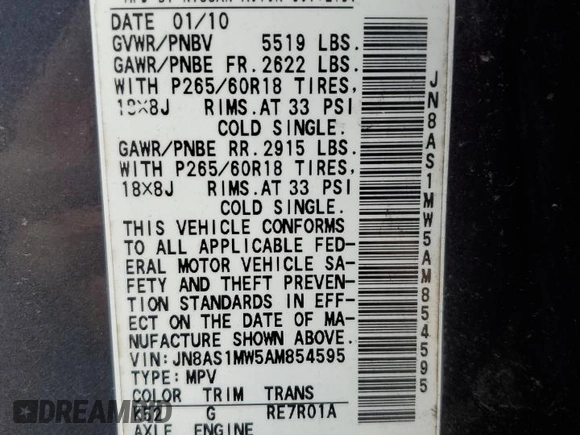 DATE 01/10
GVWR/PNBV 5519 LBS.
GAWR/PNBE FR. 2622 LBS.
WITH P265/60R18 TIRES,
18X8J RIMS. AT 33 PSI
COLD SINGLE.
GAWR/PNBE RR. 2915 LBS.
WITH P265/60R18 TIRES,
18X8J RIMS. AT 33 PSI
COLD SINGLE.
THIS VEHICLE CONFORMS
TO ALL APPLICABLE FED-
ERAL MOTOR VEHICLE SA-
FETY AND THEFT PREVEN-
TION STANDARDS IN EFF-
ECT ON THE DATE OF MA-
NUFACTURE SHOWN ABOVE.
VIN: JN8AS1MW5AM854595
TYPE: MPV
COLOR TRIM TRANS
G RE7R01A
AXLE ENGINE
JN8AS1MW5AM854595
DREAMBID